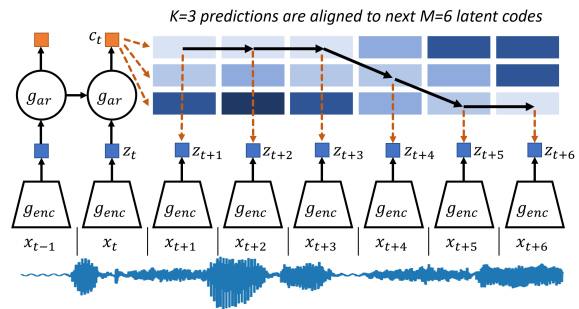 K=3 predictions are aligned to next M=6 latent codes
c_t
g_ar g_ar
z_t z_{t+1} z_{t+2} z_{t+3} z_{t+4} z_{t+5} z_{t+6}
g_enc g_enc g_enc g_enc g_enc g_enc g_enc g_enc
x_{t−1} x_t x_{t+1} x_{t+2} x_{t+3} x_{t+4} x_{t+5} x_{t+6}